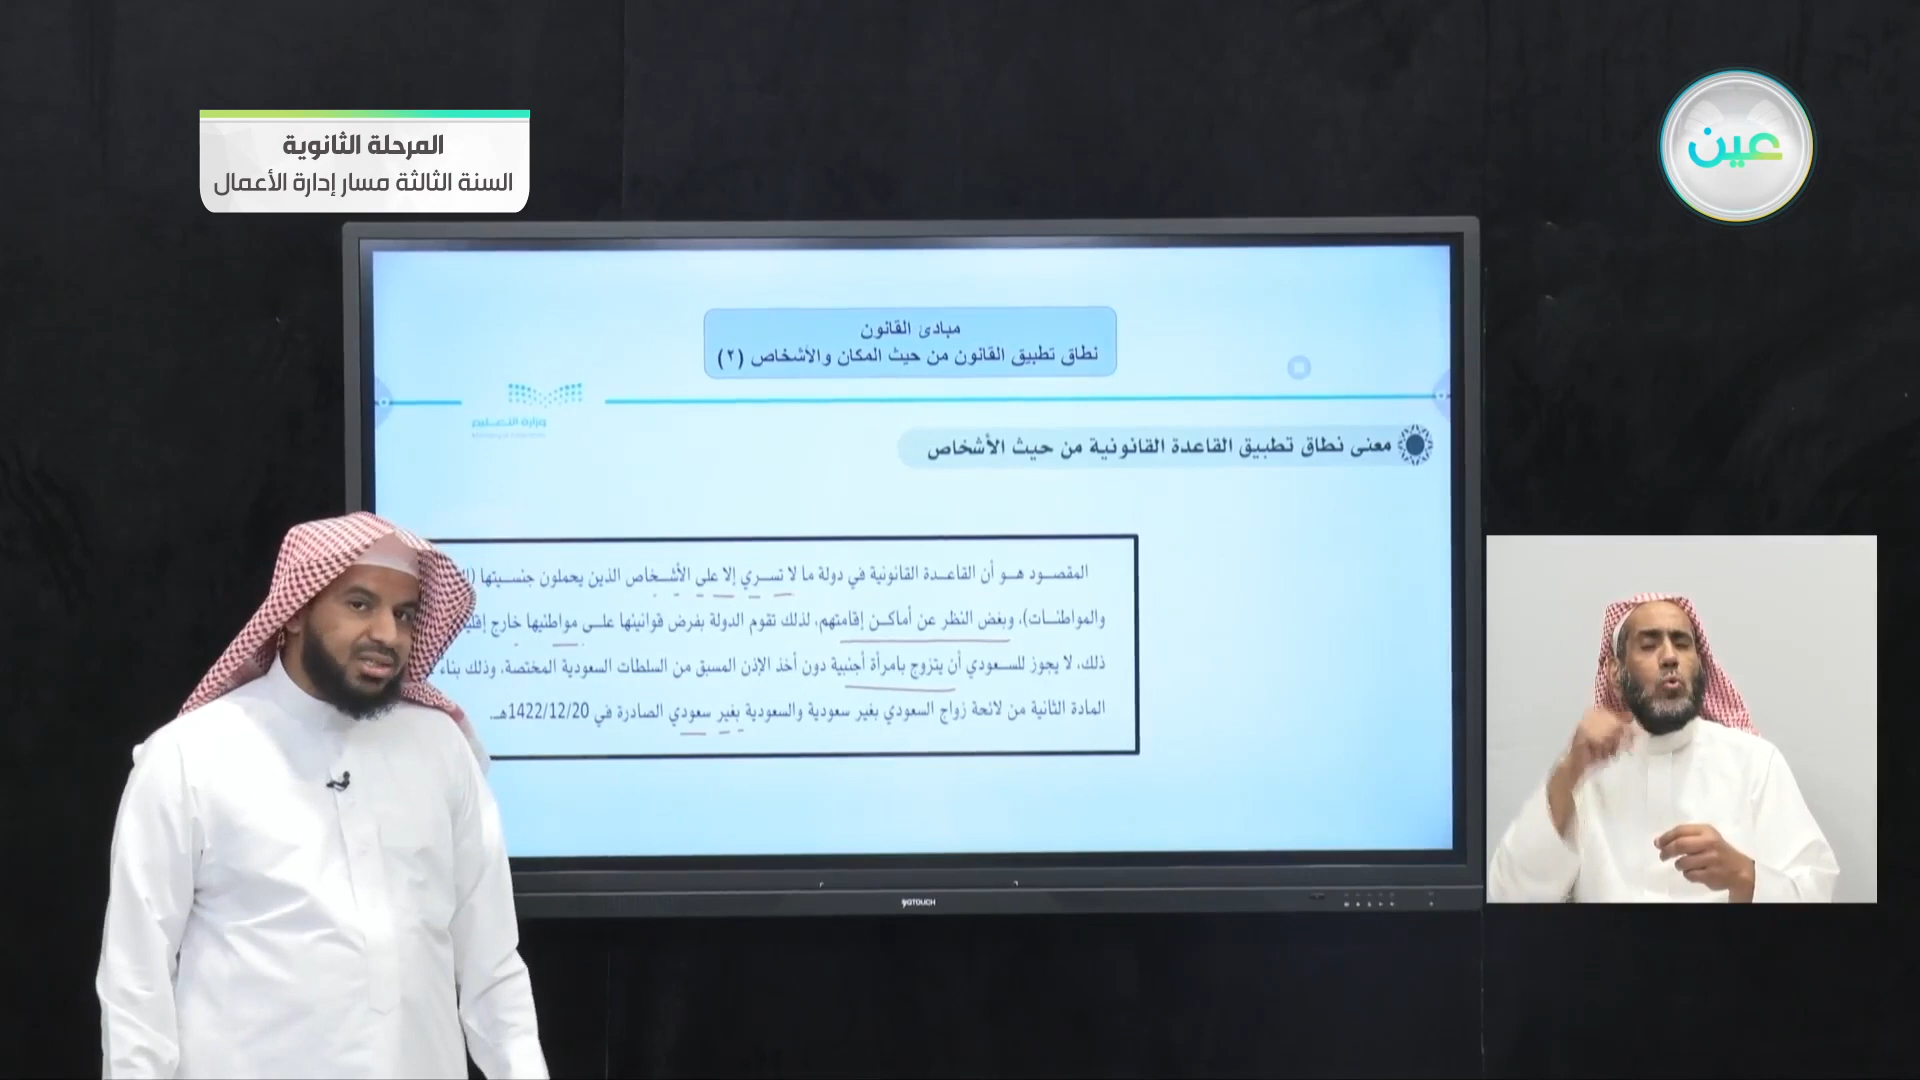 المرحلة الثانوية
السنة الثالثة مسار إدارة الأعمال
عين
مبادئ القانون
نطاق تطبيق القانون من حيث المكان والأشخاص (٢)
وزارة التعليم
معنى نطاق تطبيق القاعدة القانونية من حيث الأشخاص
المقصود هو أن القاعدة القانونية في دولة ما لا تسري إلا على الأشخاص الذين يحملون جنسيتها
والمواطنات)، وبغض النظر عن أماكن إقامتهم، لذلك تقوم الدولة بفرض قوانينها على مواطنيها خارج
ذلك، لا يجوز للسعودي أن يتزوج بامرأة أجنبية دون أخذ الإذن المسبق من السلطات السعودية المختصة، وذلك بناء
المادة الثانية من لائحة زواج السعودي بغير سعودية والسعودية بغير سعودي الصادرة في 1422/12/20هـ.